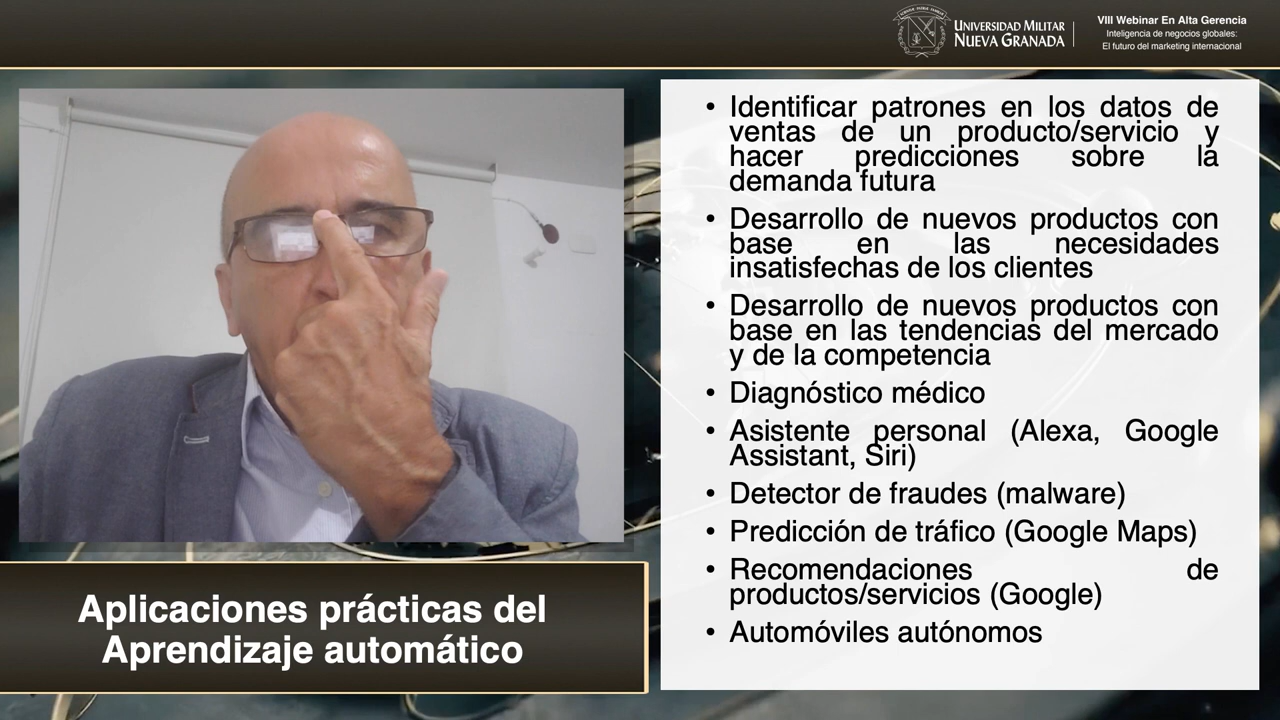 UNIVERSIDAD MILITAR
NUEVA GRANADA
VIII Webinar En Alta Gerencia
Inteligencia de negocios globales:
El futuro del marketing internacional
• Identificar patrones en los datos de
ventas de un producto/servicio y
hacer predicciones sobre la
demanda futura
• Desarrollo de nuevos productos con
base en las necesidades
insatisfechas de los clientes
• Desarrollo de nuevos productos con
base en las tendencias del mercado
y de la competencia
• Diagnóstico médico
• Asistente personal (Alexa, Google
Assistant, Siri)
• Detector de fraudes (malware)
• Predicción de tráfico (Google Maps)
• Recomendaciones de
productos/servicios (Google)
• Automóviles autónomos
Aplicaciones prácticas del
Aprendizaje automático